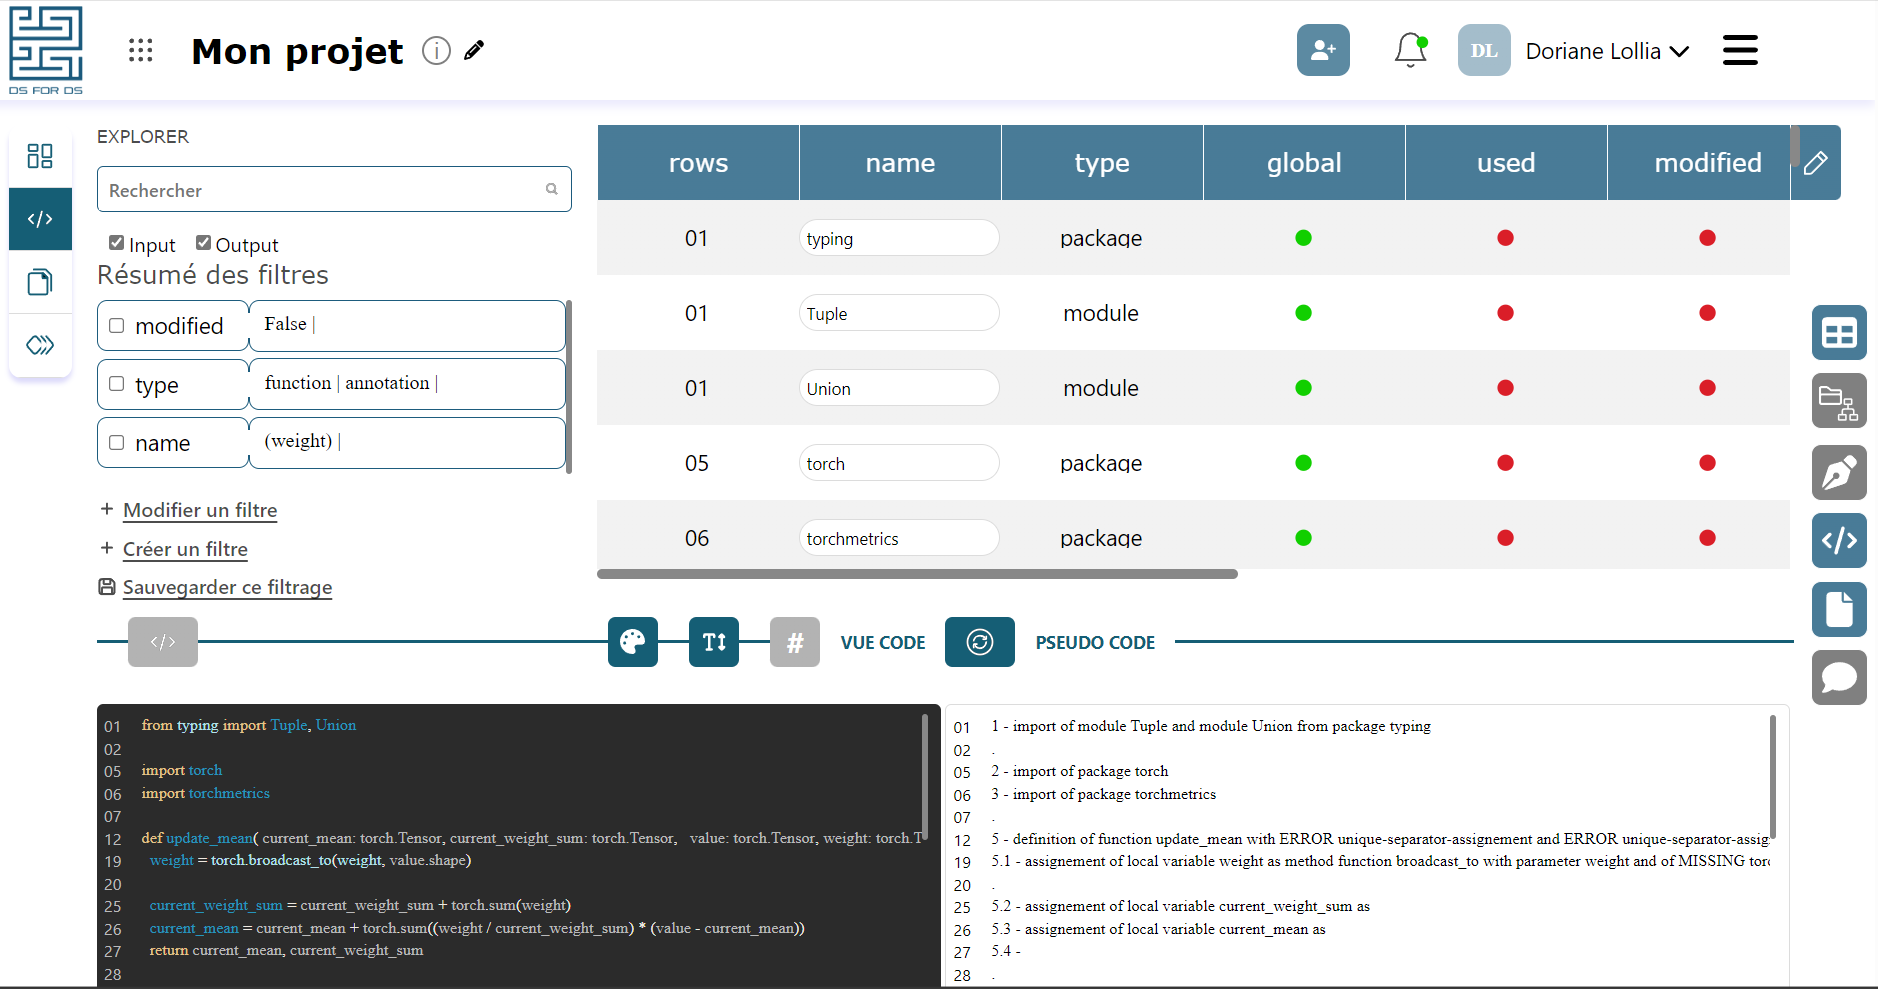 DS FOR DS
Mon projet
DL
Doriane Lollia
EXPLORER
Rechercher
Input
Output
Résumé des filtres
modified
False |
type
function | annotation |
name
(weight) |
+ Modifier un filtre
+ Créer un filtre
Sauvegarder ce filtrage
rows name type global used modified
01 typing package
01 Tuple module
01 Union module
05 torch package
06 torchmetrics package
</>
T
#
VUE CODE
PSEUDO CODE
01 from typing import Tuple, Union
02
05 import torch
06 import torchmetrics
07
12 def update_mean( current_mean: torch.Tensor, current_weight_sum: torch.Tensor,   value: torch.Tensor, weight: torch.T
19 weight = torch.broadcast_to(weight, value.shape)
20
25 current_weight_sum = current_weight_sum + torch.sum(weight)
26 current_mean = current_mean + torch.sum((weight / current_weight_sum) * (value - current_mean))
27 return current_mean, current_weight_sum
28
01 1 - import of module Tuple and module Union from package typing
02 .
05 2 - import of package torch
06 3 - import of package torchmetrics
07 .
12 5 - definition of function update_mean with ERROR unique-separator-assignement and ERROR unique-separator-assig
19 5.1 - assignement of local variable weight as method function broadcast_to with parameter weight and of MISSING tor
20 .
25 5.2 - assignement of local variable current_weight_sum as
26 5.3 - assignement of local variable current_mean as
27 5.4 -
28 .